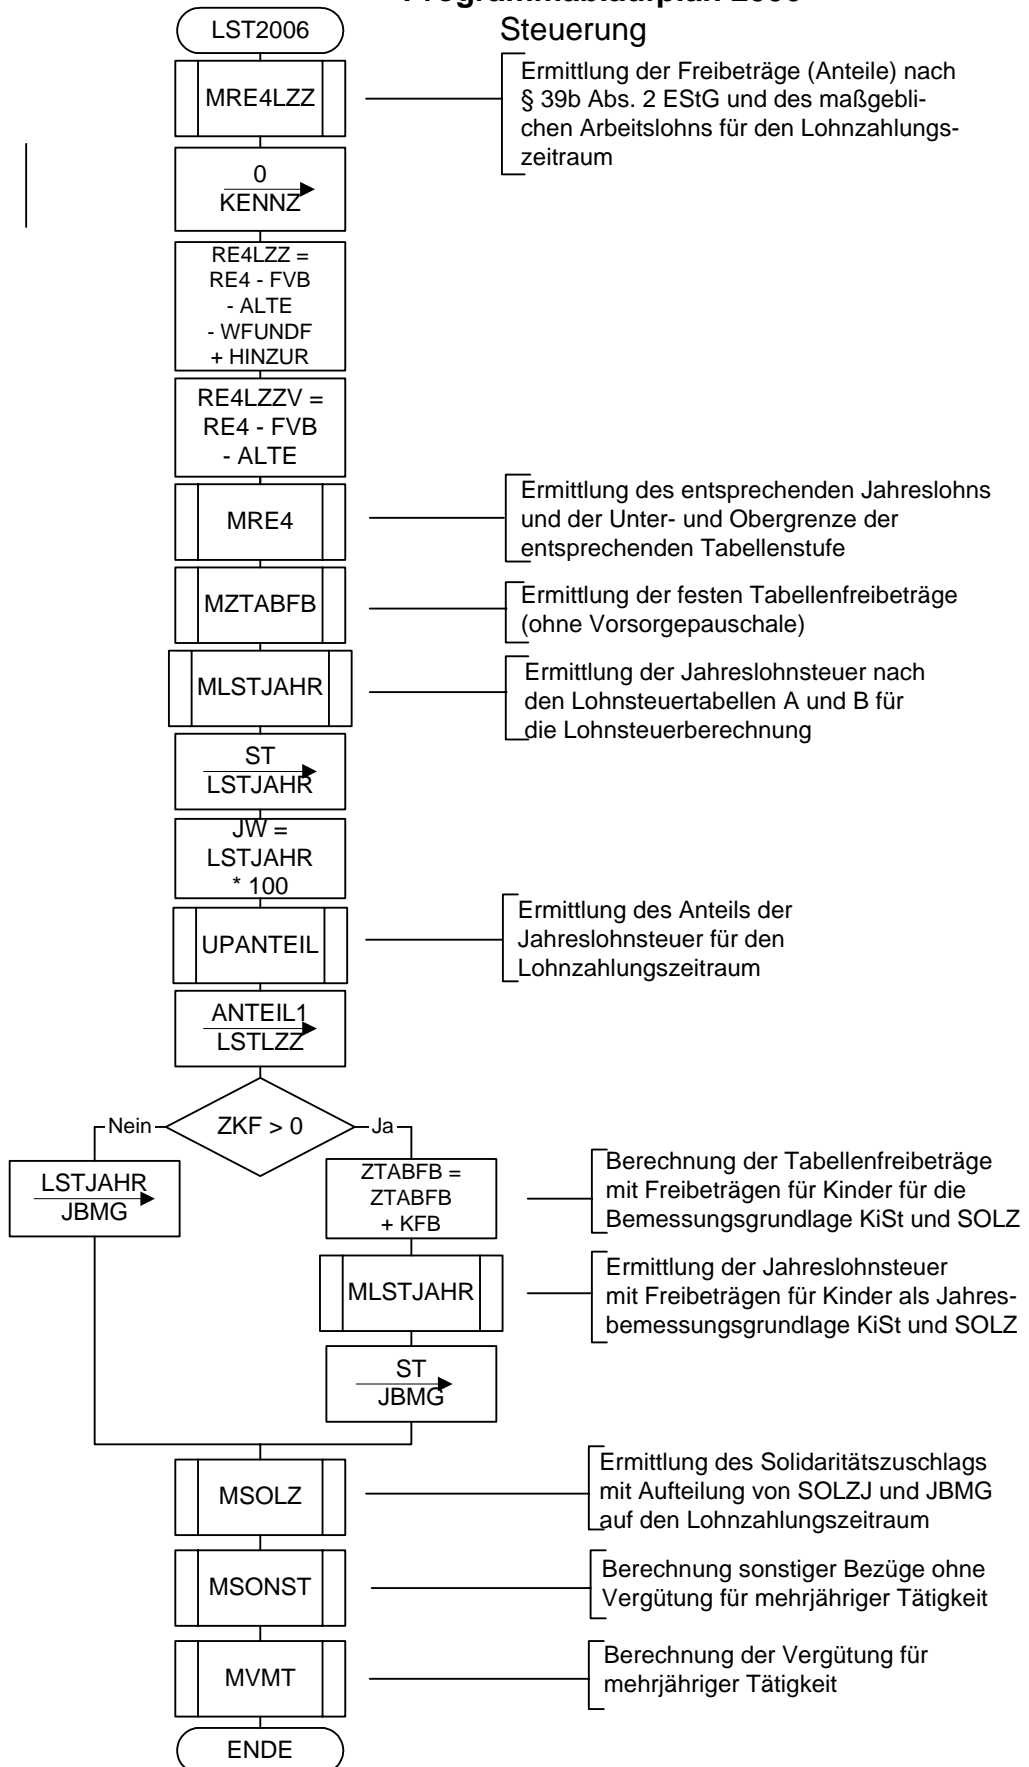 Programmablaufplan 2006
LST2006
Steuerung
MRE4LZZ
Ermittlung der Freibeträge (Anteile) nach
§ 39b Abs. 2 EStG und des maßgebli-
chen Arbeitslohns für den Lohnzahlungs-
zeitraum
0
KENNZ
RE4LZZ =
RE4 - FVB
- ALTE
- WFUNDF
+ HINZUR
RE4LZZV =
RE4 - FVB
- ALTE
MRE4
Ermittlung des entsprechenden Jahreslohns
und der Unter- und Obergrenze der
entsprechenden Tabellenstufe
MZTABFB
Ermittlung der festen Tabellenfreibeträge
(ohne Vorsorgepauschale)
MLSTJAHR
Ermittlung der Jahreslohnsteuer nach
den Lohnsteuertabellen A und B für
die Lohnsteuerberechnung
ST
LSTJAHR
JW =
LSTJAHR
* 100
UPANTEIL
Ermittlung des Anteils der
Jahreslohnsteuer für den
Lohnzahlungszeitraum
ANTEIL1
LSTLZZ
Nein
ZKF > 0
Ja
LSTJAHR
JBMG
ZTABFB =
ZTABFB
+ KFB
Berechnung der Tabellenfreibeträge
mit Freibeträgen für Kinder für die
Bemessungsgrundlage KiSt und SOLZ
MLSTJAHR
Ermittlung der Jahreslohnsteuer
mit Freibeträgen für Kinder als Jahres-
bemessungsgrundlage KiSt und SOLZ
ST
JBMG
MSOLZ
Ermittlung des Solidaritätszuschlags
mit Aufteilung von SOLZJ und JBMG
auf den Lohnzahlungszeitraum
MSONST
Berechnung sonstiger Bezüge ohne
Vergütung für mehrjähriger Tätigkeit
MVMT
Berechnung der Vergütung für
mehrjähriger Tätigkeit
ENDE